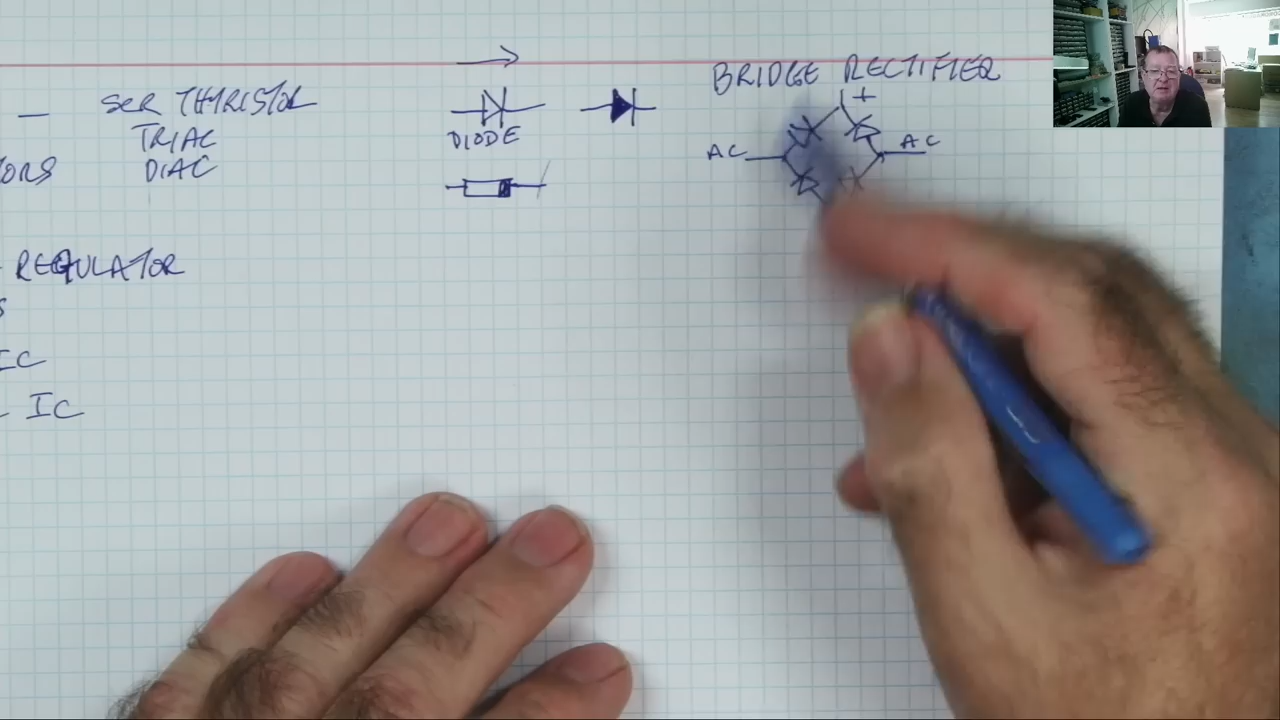 — SCR THYRISTOR
TRIAC
ORS DIAC
REGULATOR
S
IC
IC
DIODE
BRIDGE RECTIFIER
+
AC
AC